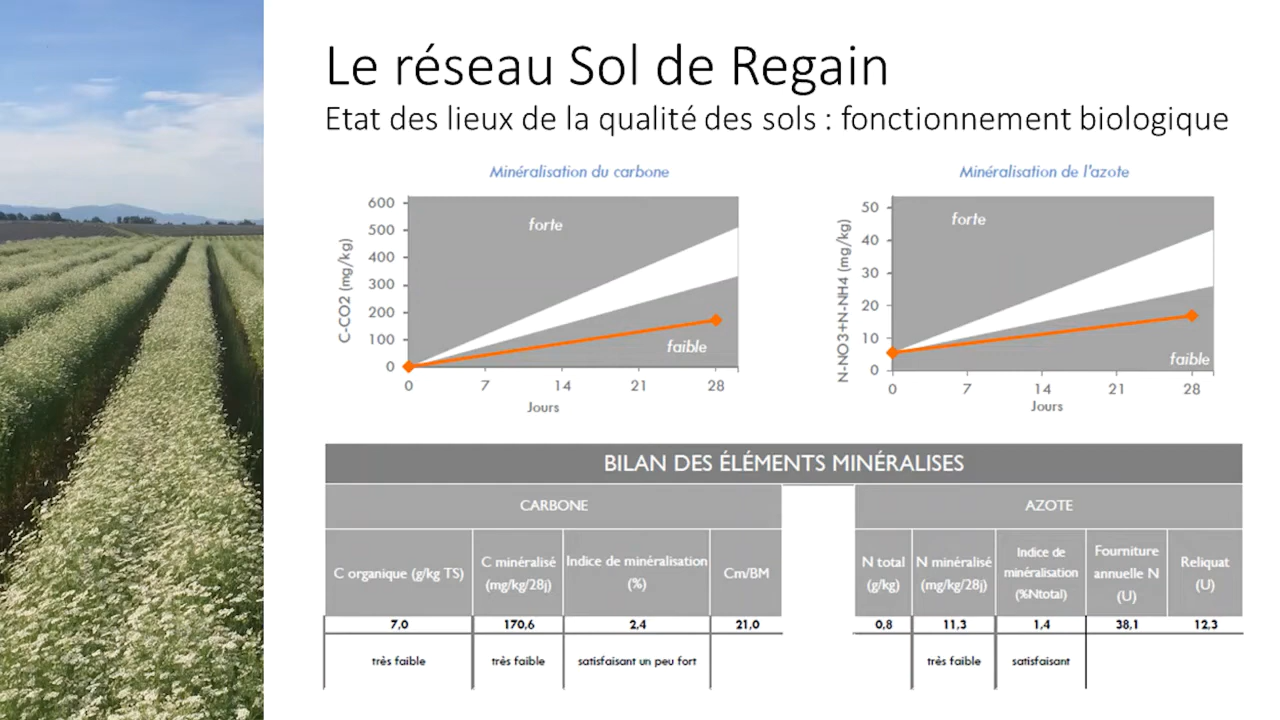 Le réseau Sol de Regain
Etat des lieux de la qualité des sols : fonctionnement biologique
Minéralisation du carbone
C-CO2 (mg/kg)
600
500
400
300
200
100
0
forte
faible
0 7 14 21 28
Jours
Minéralisation de l'azote
N-NO3+N-NH4 (mg/kg)
50
40
30
20
10
0
forte
faible
0 7 14 21 28
Jours
BILAN DES ÉLÉMENTS MINÉRALISES
CARBONE
C organique (g/kg TS)
C minéralisé
(mg/kg/28j)
Indice de minéralisation
(%)
Cm/BM
7,0 170,6 2,4 21,0
très faible très faible satisfaisant un peu fort
AZOTE
N total
(g/kg)
N minéralisé
(mg/kg/28j)
Indice de
minéralisation
(%Ntotal)
Fourniture
annuelle N
(U)
Reliquat
(U)
0,8 11,3 1,4 38,1 12,3
très faible satisfaisant